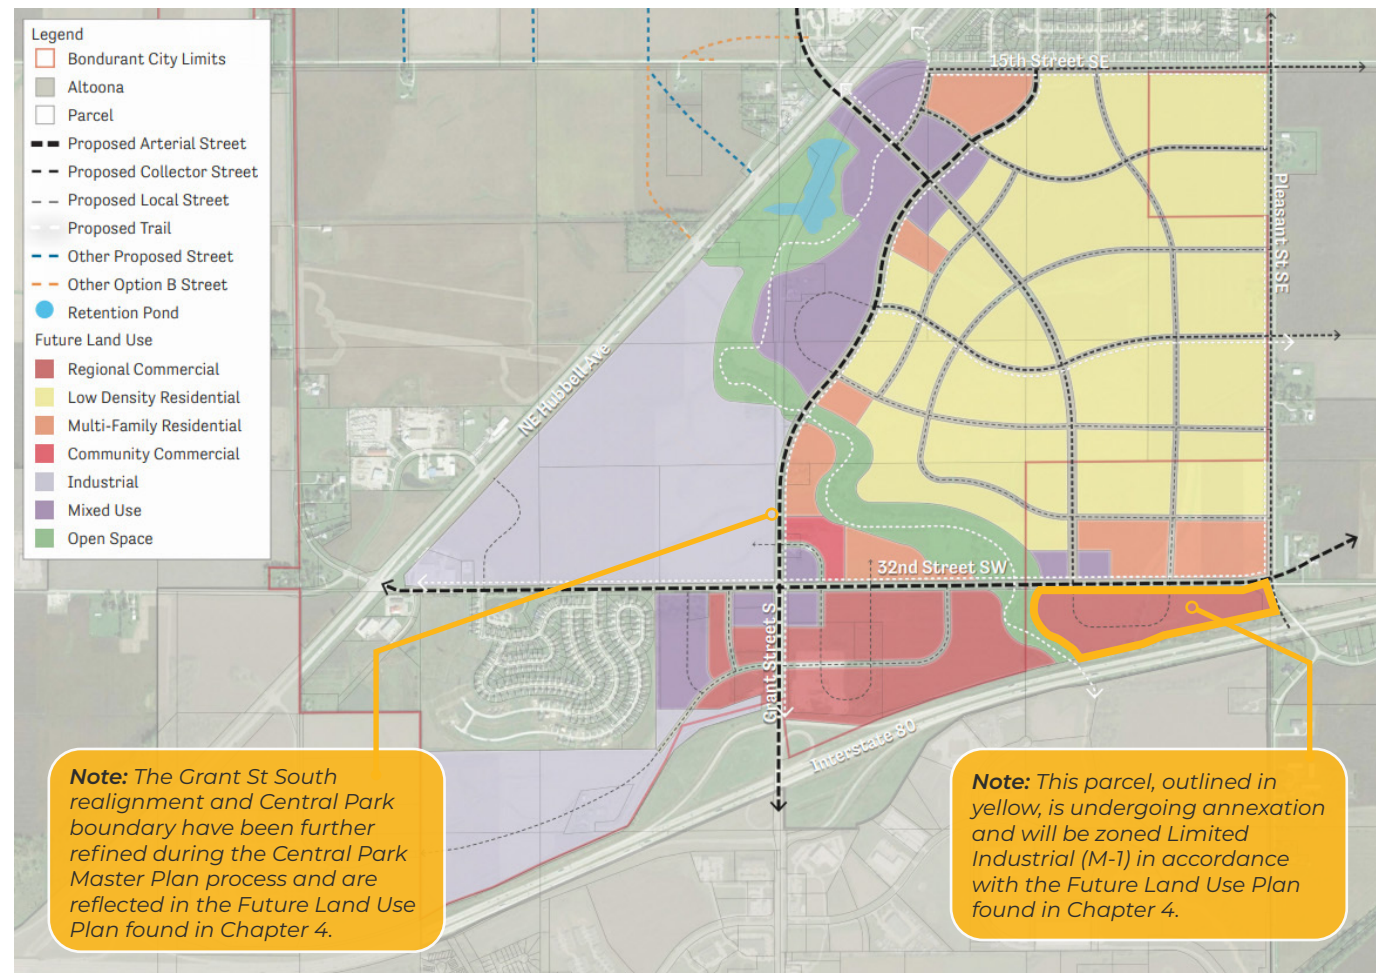 Legend
Bondurant City Limits
Altoona
Parcel
Proposed Arterial Street
Proposed Collector Street
Proposed Local Street
Proposed Trail
Other Proposed Street
Other Option B Street
Retention Pond
Future Land Use
Regional Commercial
Low Density Residential
Multi-Family Residential
Community Commercial
Industrial
Mixed Use
Open Space
15th Street SE
Pleasant St SE
NE Hubbell Ave
32nd Street SW
Grant Street S
Interstate 80
Note: The Grant St South
realignment and Central Park
boundary have been further
refined during the Central Park
Master Plan process and are
reflected in the Future Land Use
Plan found in Chapter 4.
Note: This parcel, outlined in
yellow, is undergoing annexation
and will be zoned Limited
Industrial (M-1) in accordance
with the Future Land Use Plan
found in Chapter 4.